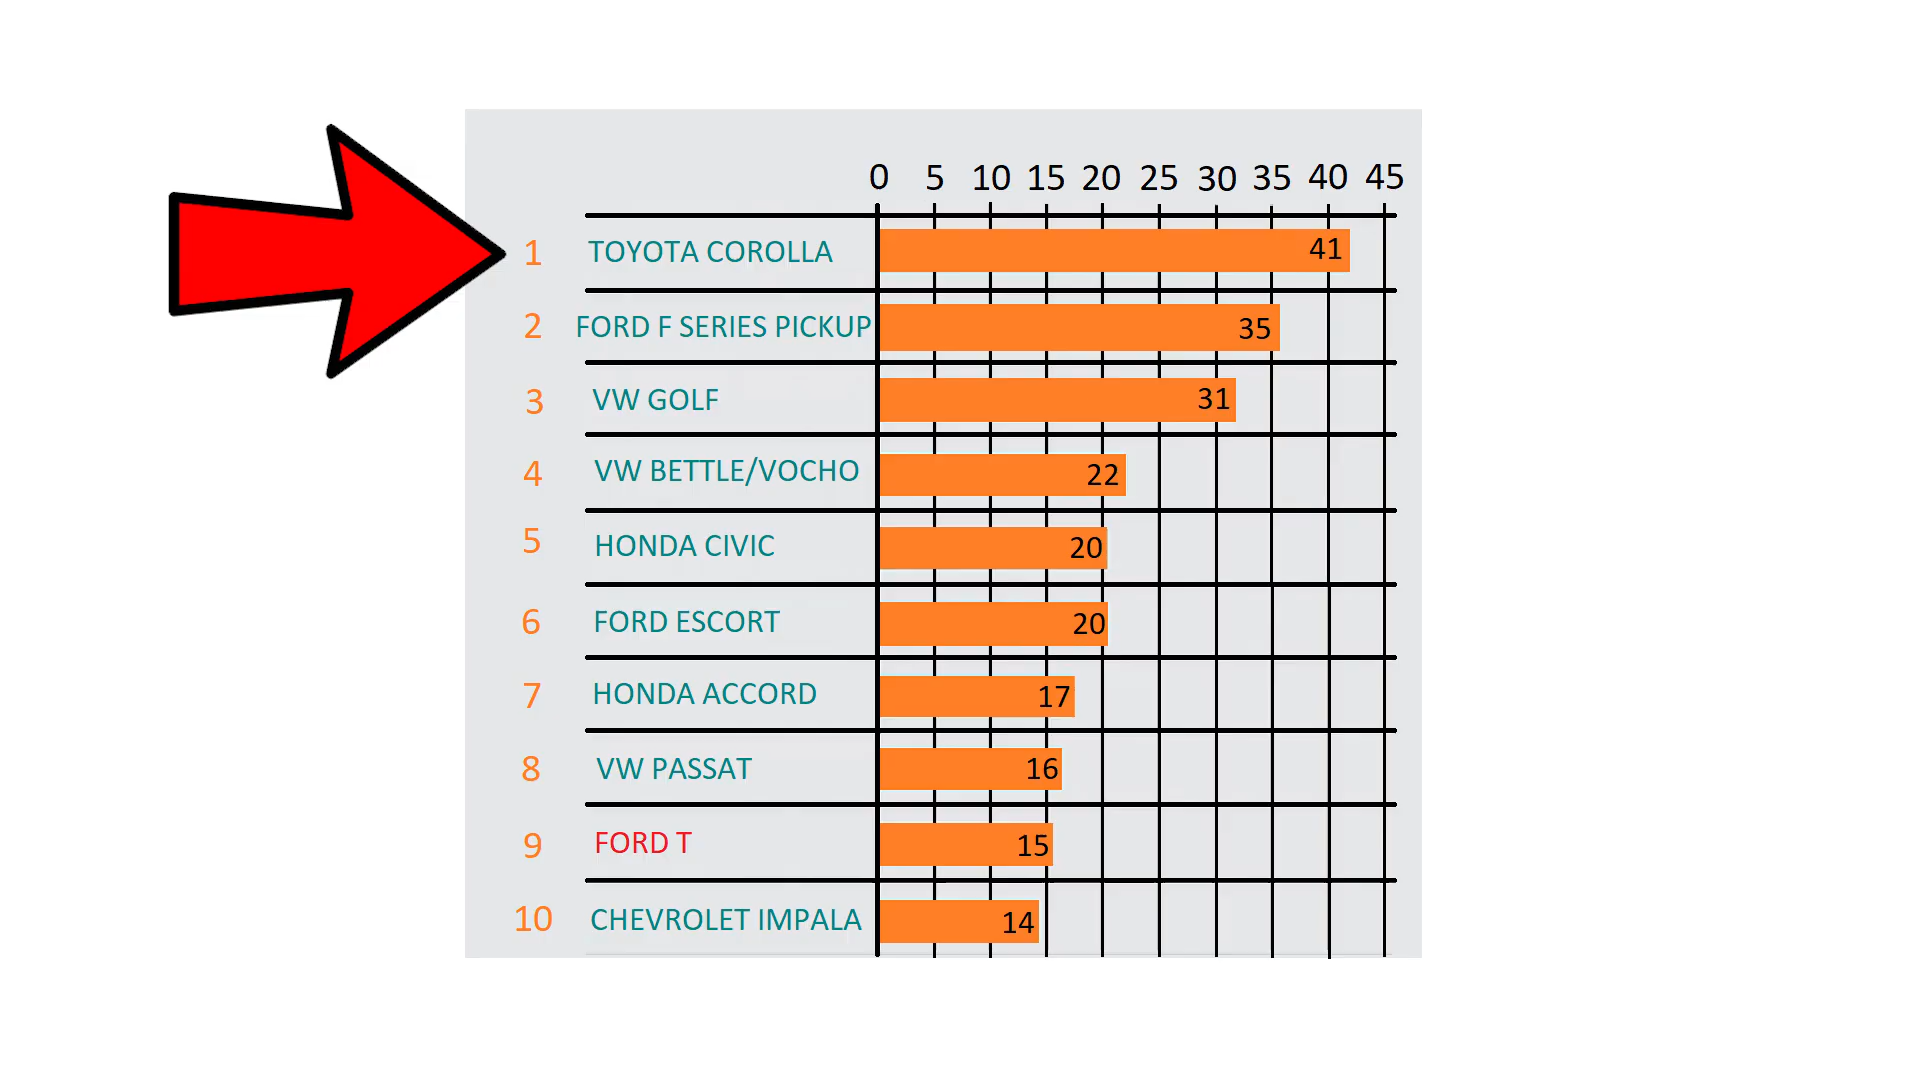 0 5 10 15 20 25 30 35 40 45
1 TOYOTA COROLLA 41
2 FORD F SERIES PICKUP 35
3 VW GOLF 31
4 VW BETTLE/VOCHO 22
5 HONDA CIVIC 20
6 FORD ESCORT 20
7 HONDA ACCORD 17
8 VW PASSAT 16
9 FORD T 15
10 CHEVROLET IMPALA 14